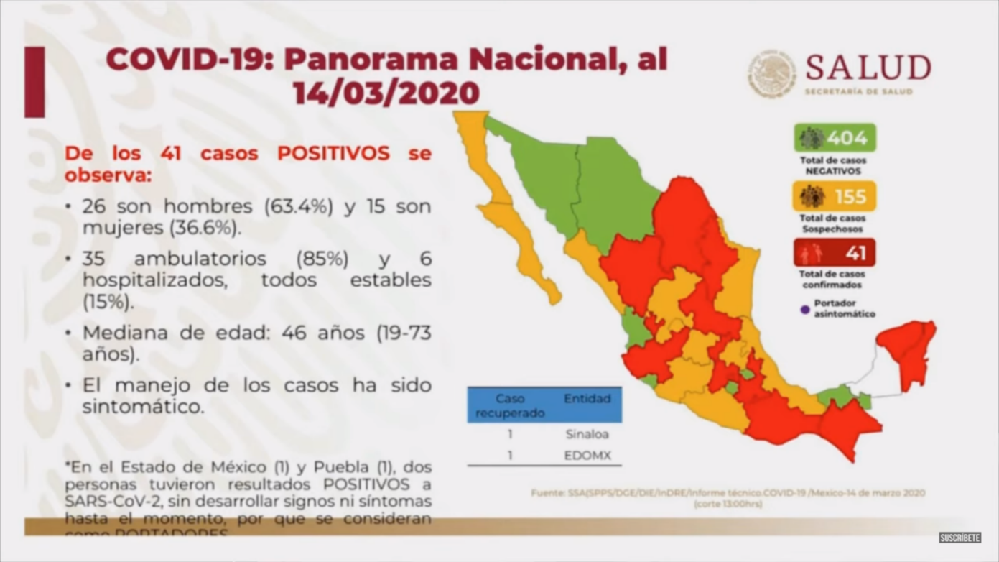 COVID-19: Panorama Nacional, al
14/03/2020
SALUD
SECRETARÍA DE SALUD
De los 41 casos POSITIVOS se
observa:
• 26 son hombres (63.4%) y 15 son
mujeres (36.6%).
• 35 ambulatorios (85%) y 6
hospitalizados, todos estables
(15%).
• Mediana de edad: 46 años (19-73
años).
• El manejo de los casos ha sido
sintomático.
*En el Estado de México (1) y Puebla (1), dos
personas tuvieron resultados POSITIVOS a
SARS-CoV-2, sin desarrollar signos ni síntomas
hasta el momento, por que se consideran
como PORTADORES
404
Total de casos
NEGATIVOS
155
Total de casos
Sospechosos
41
Total de casos
confirmados
Portador
asintomático
Caso Entidad
recuperado
1 Sinaloa
1 EDOMX
Fuente: SSA(SPPS/DGE/DIE/InDRE/Informe técnico.COVID-19 /Mexico-14 de marzo 2020
(corte 13:00hrs)
SUSCRÍBETE